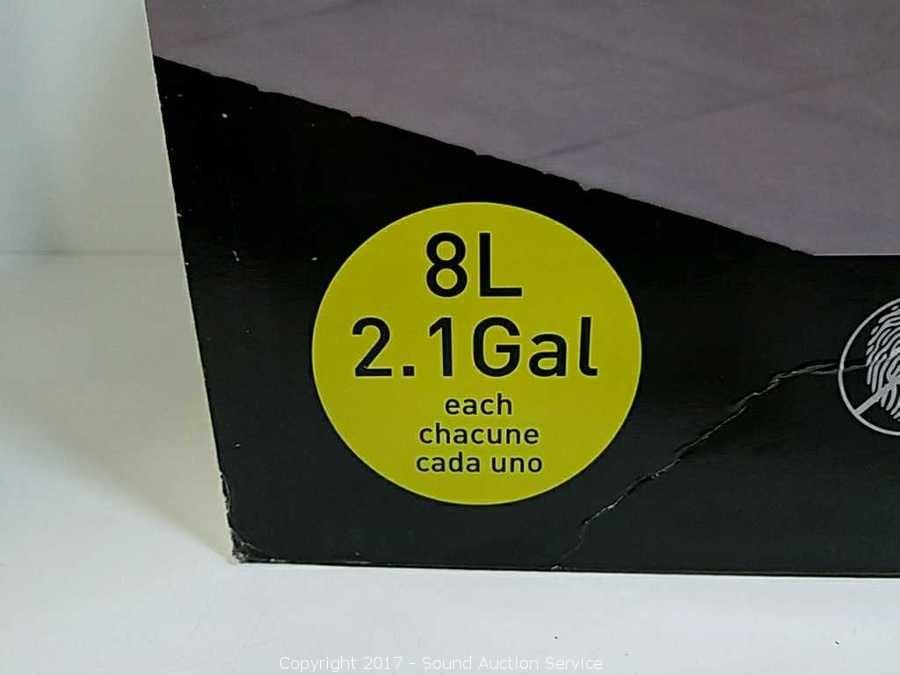 8L
2.1Gal
each
chacune
cada uno
Copyright 2017 - Sound Auction Service